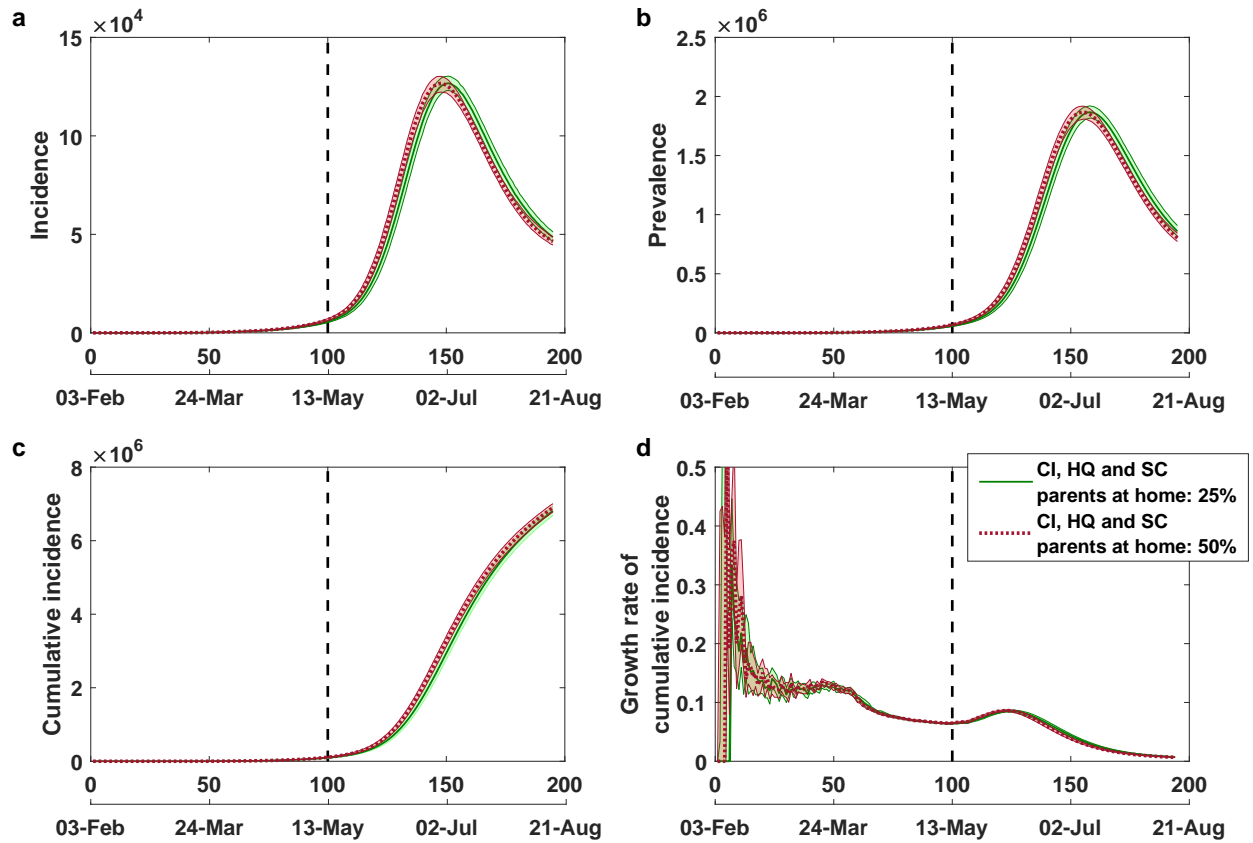 a
×10⁴
15
10
5
0
Incidence
0 50 100 150 200
03-Feb 24-Mar 13-May 02-Jul 21-Aug
b
×10⁶
2.5
2
1.5
1
0.5
0
Prevalence
0 50 100 150 200
03-Feb 24-Mar 13-May 02-Jul 21-Aug
c
×10⁶
8
6
4
2
0
Cumulative incidence
0 50 100 150 200
03-Feb 24-Mar 13-May 02-Jul 21-Aug
d
0.5
0.4
0.3
0.2
0.1
0
Growth rate of
cumulative incidence
CI, HQ and SC
parents at home: 25%
CI, HQ and SC
parents at home: 50%
0 50 100 150 200
03-Feb 24-Mar 13-May 02-Jul 21-Aug